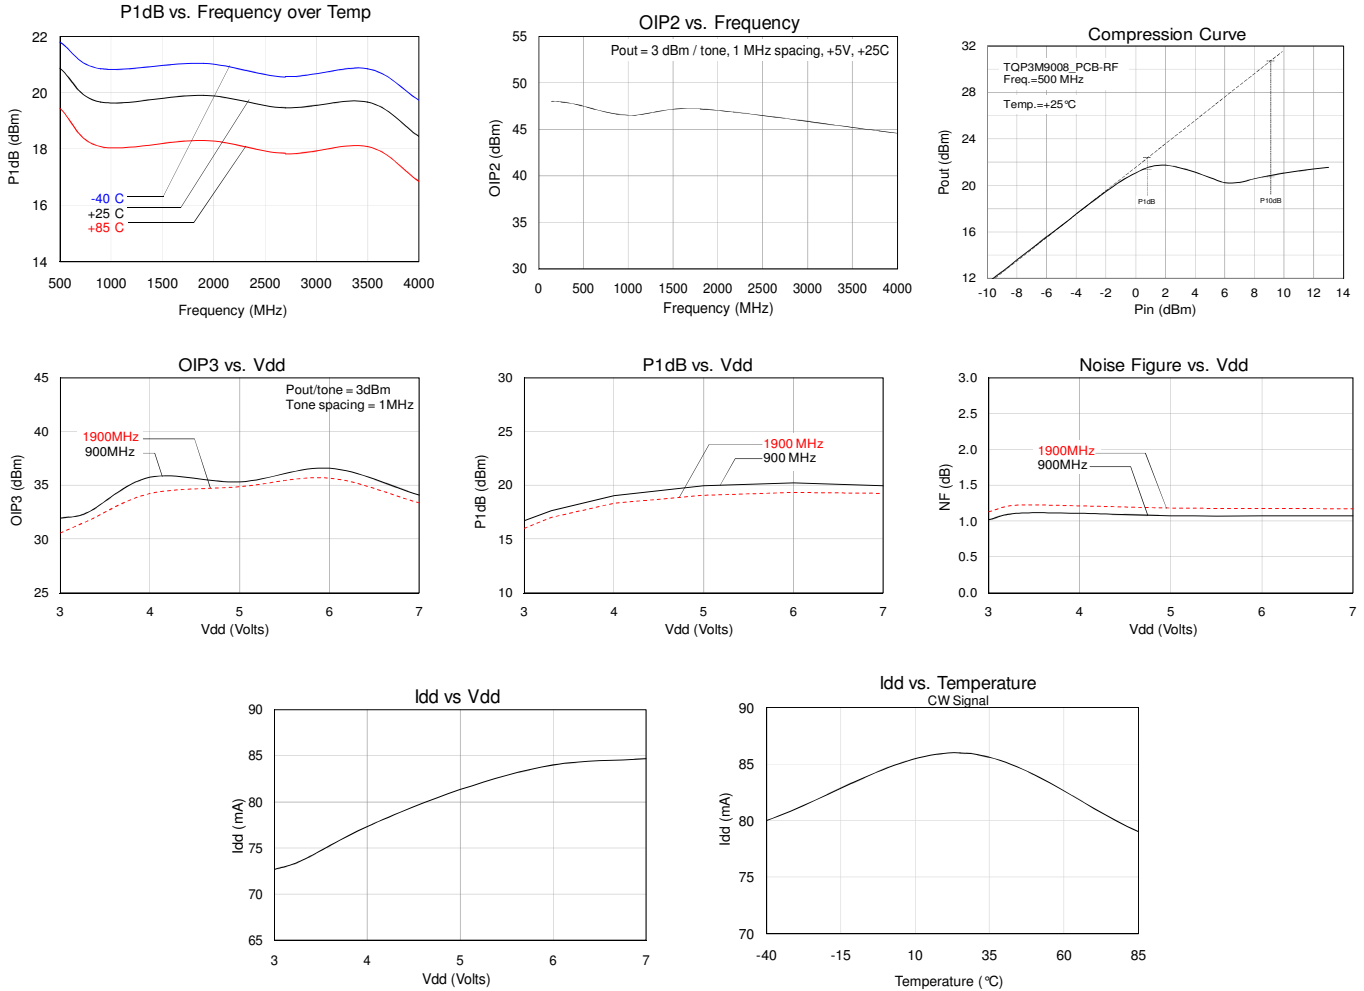 P1dB vs. Frequency over Temp
22
20
18
16
14
P1dB (dBm)
-40 C
+25 C
+85 C
500 1000 1500 2000 2500 3000 3500 4000
Frequency (MHz)
OIP2 vs. Frequency
Pout = 3 dBm / tone, 1 MHz spacing, +5V, +25C
55
50
45
40
35
30
OIP2 (dBm)
0 500 1000 1500 2000 2500 3000 3500 4000
Frequency (MHz)
Compression Curve
TQP3M9008_PCB-RF
Freq.=500 MHz
Temp.=+25°C
32
28
24
20
16
12
Pout (dBm)
P1dB
P10dB
-10 -8 -6 -4 -2 0 2 4 6 8 10 12 14
Pin (dBm)
OIP3 vs. Vdd
Pout/tone = 3dBm
Tone spacing = 1MHz
45
40
35
30
25
OIP3 (dBm)
1900MHz
900MHz
3 4 5 6 7
Vdd (Volts)
P1dB vs. Vdd
30
25
20
15
10
P1dB (dBm)
1900 MHz
900 MHz
3 4 5 6 7
Vdd (Volts)
Noise Figure vs. Vdd
3.0
2.5
2.0
1.5
1.0
0.5
0.0
NF (dB)
1900MHz
900MHz
3 4 5 6 7
Vdd (Volts)
Idd vs Vdd
90
85
80
75
70
65
Idd (mA)
3 4 5 6 7
Vdd (Volts)
Idd vs. Temperature
CW Signal
90
85
80
75
70
Idd (mA)
-40 -15 10 35 60 85
Temperature (°C)